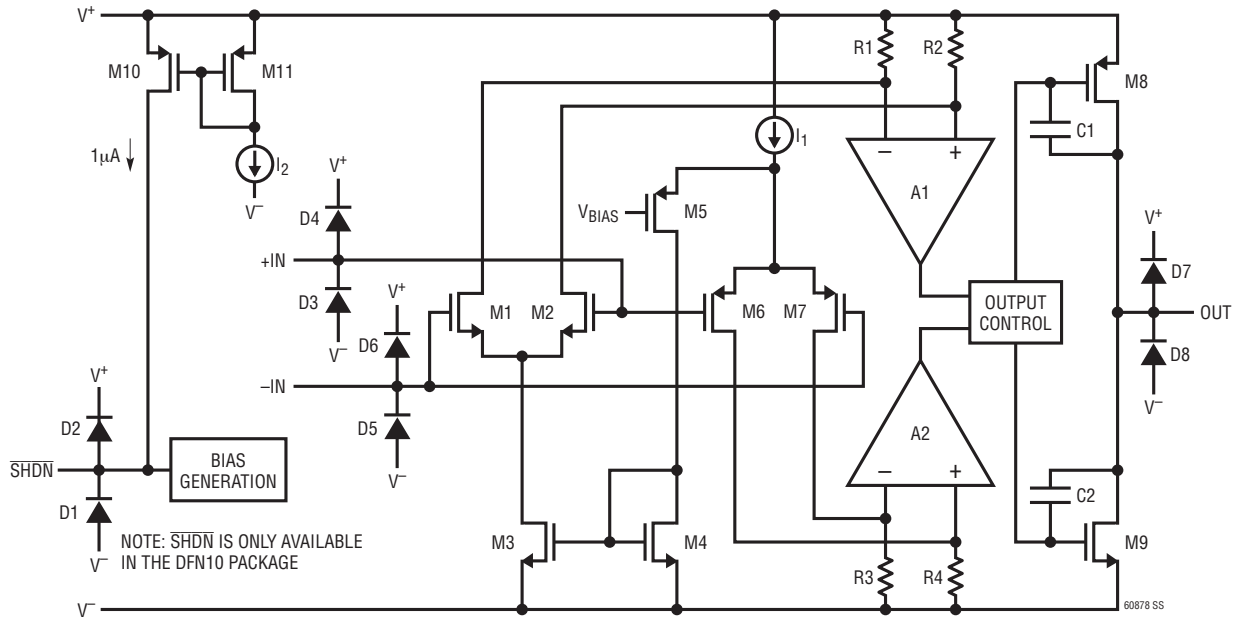 V+
M10
M11
1µA
I2
V−
V+
D4
+IN
D3
V−
V+
D6
−IN
D5
V−
V+
D2
SHDN
D1
V−
BIAS
GENERATION
NOTE: SHDN IS ONLY AVAILABLE
IN THE DFN10 PACKAGE
V−
M1
M2
M3
M4
VBIAS
M5
I1
M6
M7
R1
R2
−
+
A1
A2
−
+
R3
R4
OUTPUT
CONTROL
M8
C1
V+
D7
OUT
D8
V−
C2
M9
60878 SS